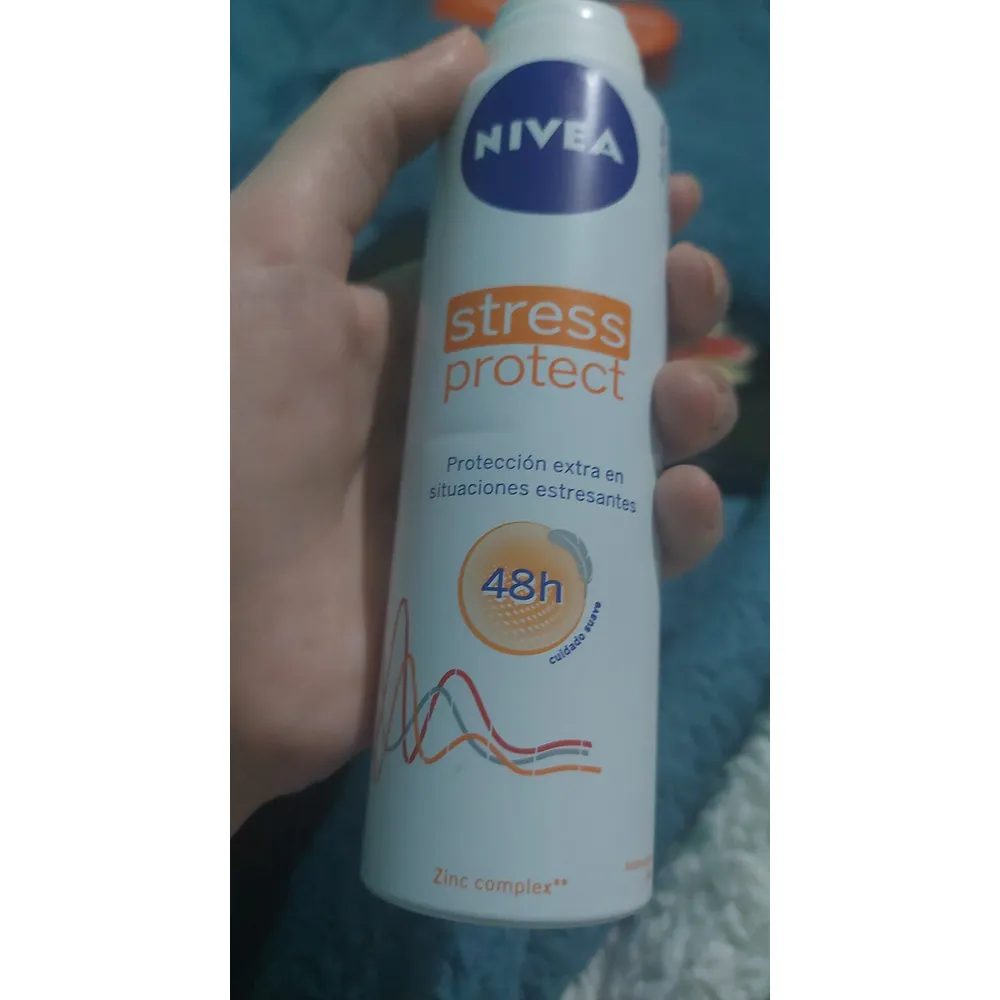 NIVEA
stress
protect
Protección extra en
situaciones estresantes
48h
cuidado suave
Zinc complex**